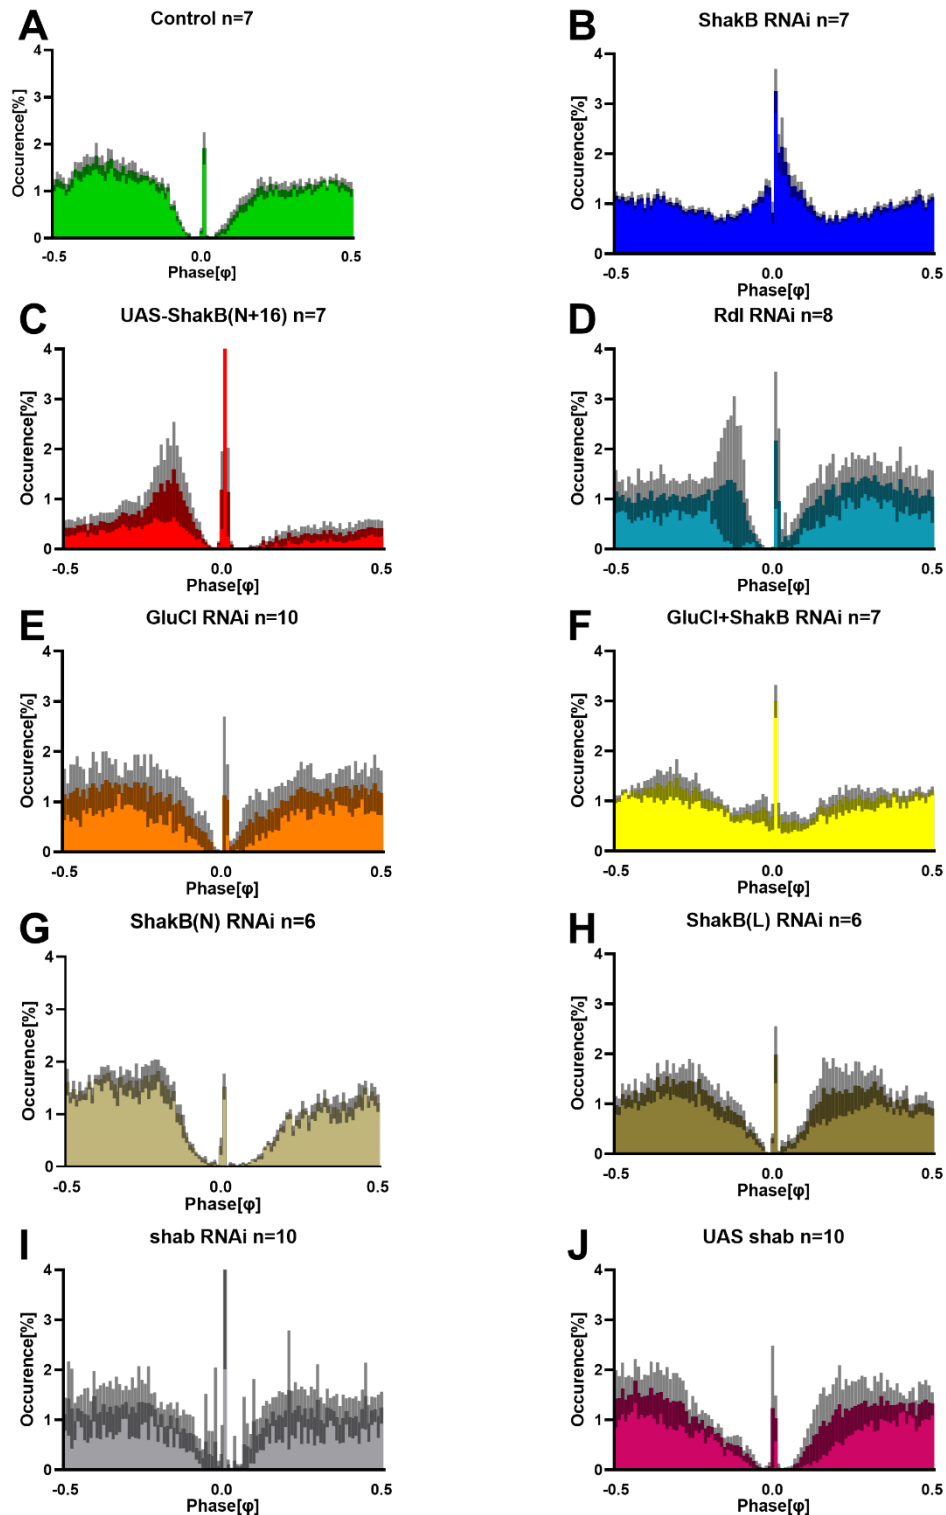 A
Control n=7
Occurence[%]
4
3
2
1
0
-0.5
0.0
0.5
Phase[φ]
B
ShakB RNAi n=7
Occurence[%]
4
3
2
1
0
-0.5
0.0
0.5
Phase[φ]
C
UAS-ShakB(N+16) n=7
Occurence[%]
4
3
2
1
0
-0.5
0.0
0.5
Phase[φ]
D
Rdl RNAi n=8
Occurence[%]
4
3
2
1
0
-0.5
0.0
0.5
Phase[φ]
E
GluCl RNAi n=10
Occurence[%]
4
3
2
1
0
-0.5
0.0
0.5
Phase[φ]
F
GluCl+ShakB RNAi n=7
Occurence[%]
4
3
2
1
0
-0.5
0.0
0.5
Phase[φ]
G
ShakB(N) RNAi n=6
Occurence[%]
4
3
2
1
0
-0.5
0.0
0.5
Phase[φ]
H
ShakB(L) RNAi n=6
Occurence[%]
4
3
2
1
0
-0.5
0.0
0.5
Phase[φ]
I
shab RNAi n=10
Occurence[%]
4
3
2
1
0
-0.5
0.0
0.5
Phase[φ]
J
UAS shab n=10
Occurence[%]
4
3
2
1
0
-0.5
0.0
0.5
Phase[φ]